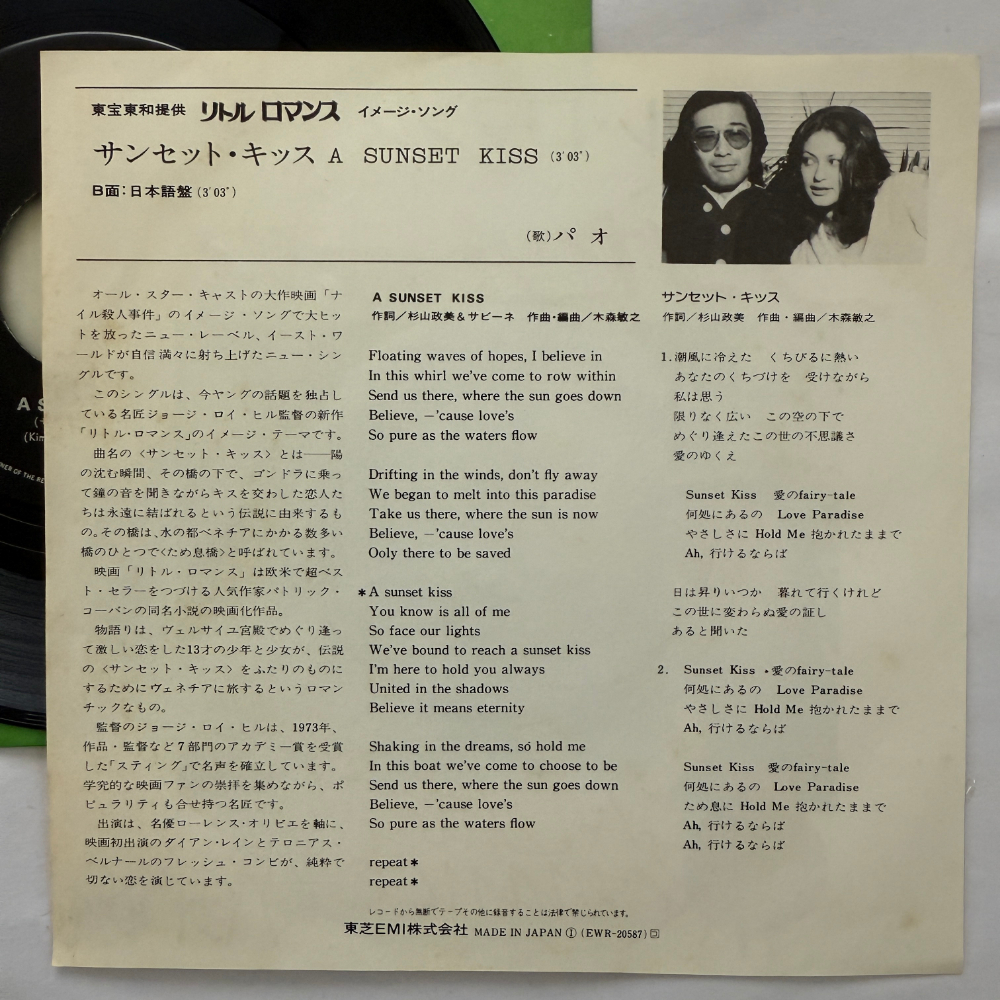 東宝東和提供 リトル ロマンス イメージ・ソング
サンセット・キッス A SUNSET KISS (3'03")
B面:日本語盤 (3'03")
(歌)パオ
オール・スター・キャストの大作映画「ナ
イル殺人事件」のイメージ・ソングで大ヒッ
トを放ったニュー・レーベル、イースト・ワ
ールドが自信満々に射ち上げたニュー・シン
グルです。
このシングルは、今ヤングの話題を独占し
ている名匠ジョージ・ロイ・ヒル監督の新作
「リトル・ロマンス」のイメージ・テーマです。
曲名の〈サンセット・キッス〉とは──陽
の沈む瞬間、その橋の下で、ゴンドラに乗っ
て鐘の音を聞きながらキスを交わした恋人た
ちは永遠に結ばれるという伝説に由来するも
の。その橋は、水の都ベネチアにかかる数多い
橋のひとつで〈ため息橋〉と呼ばれています。
映画「リトル・ロマンス」は欧米で超ベス
ト・セラーをつづける人気作家パトリック・
コーバンの同名小説の映画化作品。
物語りは、ヴェルサイユ宮殿でめぐり逢っ
て激しい恋をした13才の少年と少女が、伝説
の〈サンセット・キッス〉をふたりのものに
するためにヴェネチアに旅するというロマン
チックなもの。
監督のジョージ・ロイ・ヒルは、1973年、
作品・監督など7部門のアカデミー賞を受賞
した「スティング」で名声を確立しています。
学究的な映画ファンの崇拝を集めながら、ポ
ピュラリティも合せ持つ名匠です。
出演は、名優ローレンス・オリビエを軸に、
映画初出演のダイアン・レインとテロニアス・
ベルナールのフレッシュ・コンビが、純粋で
切ない恋を演じています。
A SUNSET KISS
作詞/杉山政美&サビーネ 作曲・編曲/木森敏之
Floating waves of hopes, I believe in
In this whirl we've come to row within
Send us there, where the sun goes down
Believe, —'cause love's
So pure as the waters flow
Drifting in the winds, don't fly away
We began to melt into this paradise
Take us there, where the sun is now
Believe, —'cause love's
Ooly there to be saved
*A sunset kiss
You know is all of me
So face our lights
We've bound to reach a sunset kiss
I'm here to hold you always
United in the shadows
Believe it means eternity
Shaking in the dreams, so hold me
In this boat we've come to choose to be
Send us there, where the sun goes down
Believe, —'cause love's
So pure as the waters flow
repeat*
repeat*
サンセット・キッス
作詞/杉山政美 作曲・編曲/木森敏之
1.潮風に冷えた くちびるに熱い
あなたのくちづけを 受けながら
私は思う
限りなく広い この空の下で
めぐり逢えたこの世の不思議さ
愛のゆくえ
Sunset Kiss 愛のfairy-tale
何処にあるの Love Paradise
やさしさに Hold Me 抱かれたままで
Ah, 行けるならば
日は昇りいつか 暮れて行くけれど
この世に変わらぬ愛の証し
あると聞いた
2. Sunset Kiss 愛のfairy-tale
何処にあるの Love Paradise
やさしさに Hold Me 抱かれたままで
Ah, 行けるならば
Sunset Kiss 愛のfairy-tale
何処にあるの Love Paradise
ため息に Hold Me 抱かれたままで
Ah, 行けるならば
Ah, 行けるならば
レコードから無断でテープその他に録音することは法律で禁じられています。
東芝EMI株式会社 MADE IN JAPAN Ⓘ (EWR-20587)
A S
(Kim